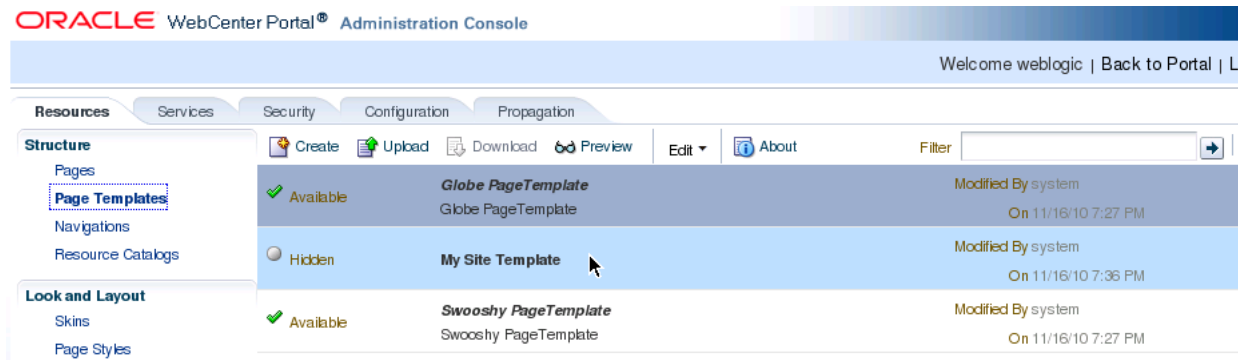 ORACLE WebCenter Portal® Administration Console
Welcome weblogic | Back to Portal | L
Resources Services Security Configuration Propagation
Structure
Pages
Page Templates
Navigations
Resource Catalogs
Look and Layout
Skins
Page Styles
Create Upload Download Preview Edit About Filter
Available Globe PageTemplate Modified By system
Globe PageTemplate On 11/16/10 7:27 PM
Hidden My Site Template Modified By system
On 11/16/10 7:36 PM
Available Swooshy PageTemplate Modified By system
Swooshy PageTemplate On 11/16/10 7:27 PM